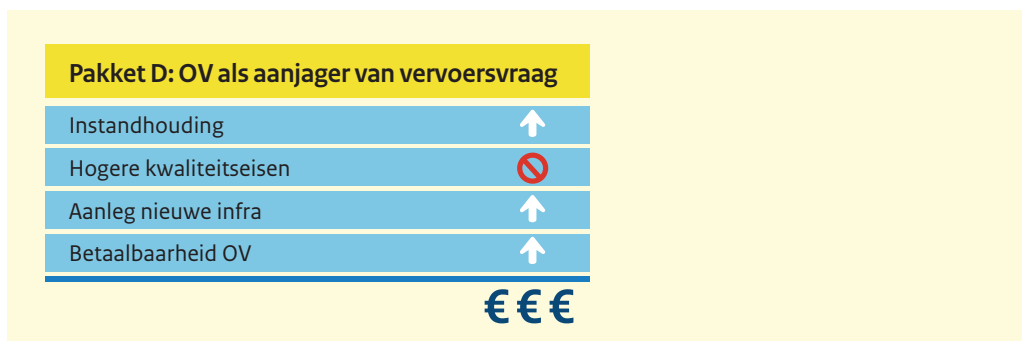 Pakket D: OV als aanjager van vervoersvraag
Instandhouding
Hogere kwaliteitseisen
Aanleg nieuwe infra
Betaalbaarheid OV
€ € €